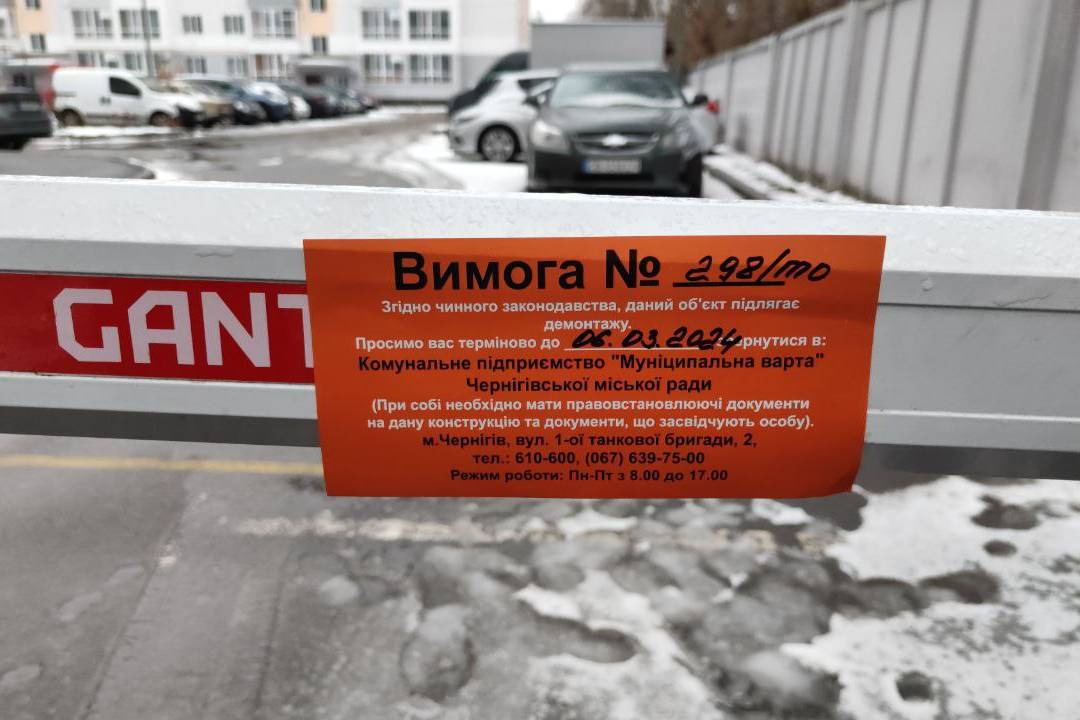 GANT
Вимога № 298/то
Згідно чинного законодавства, даний об'єкт підлягає
демонтажу.
Просимо вас терміново до 06.03.2024
Комунальне підприємство "Муніципальна варта"
Чернігівської міської ради
(При собі необхідно мати правовстановлюючі документи
на дану конструкцію та документи, що засвідчують особу).
м.Чернігів, вул. 1-ої танкової бригади, 2,
тел.: 610-600, (067) 639-75-00
Режим роботи: Пн-Пт з 8.00 до 17.00